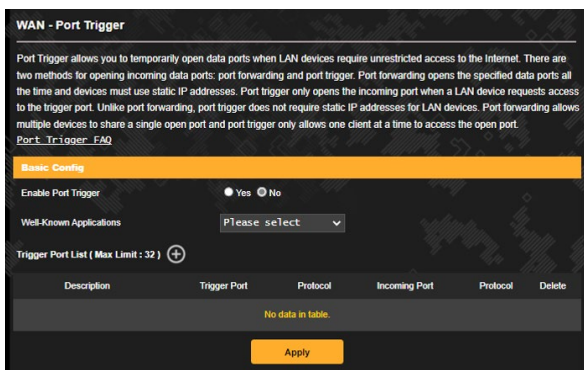 WAN - Port Trigger
Port Trigger allows you to temporarily open data ports when LAN devices require unrestricted access to the Internet. There are
two methods for opening incoming data ports: port forwarding and port trigger. Port forwarding opens the specified data ports all
the time and devices must use static IP addresses. Port trigger only opens the incoming port when a LAN device requests access
to the trigger port. Unlike port forwarding, port trigger does not require static IP addresses for LAN devices. Port forwarding allows
multiple devices to share a single open port and port trigger only allows one client at a time to access the open port.
Port Trigger FAQ
Basic Config
Enable Port Trigger Yes No
Well-Known Applications Please select
Trigger Port List ( Max Limit : 32 )
Description Trigger Port Protocol Incoming Port Protocol Delete
No data in table.
Apply